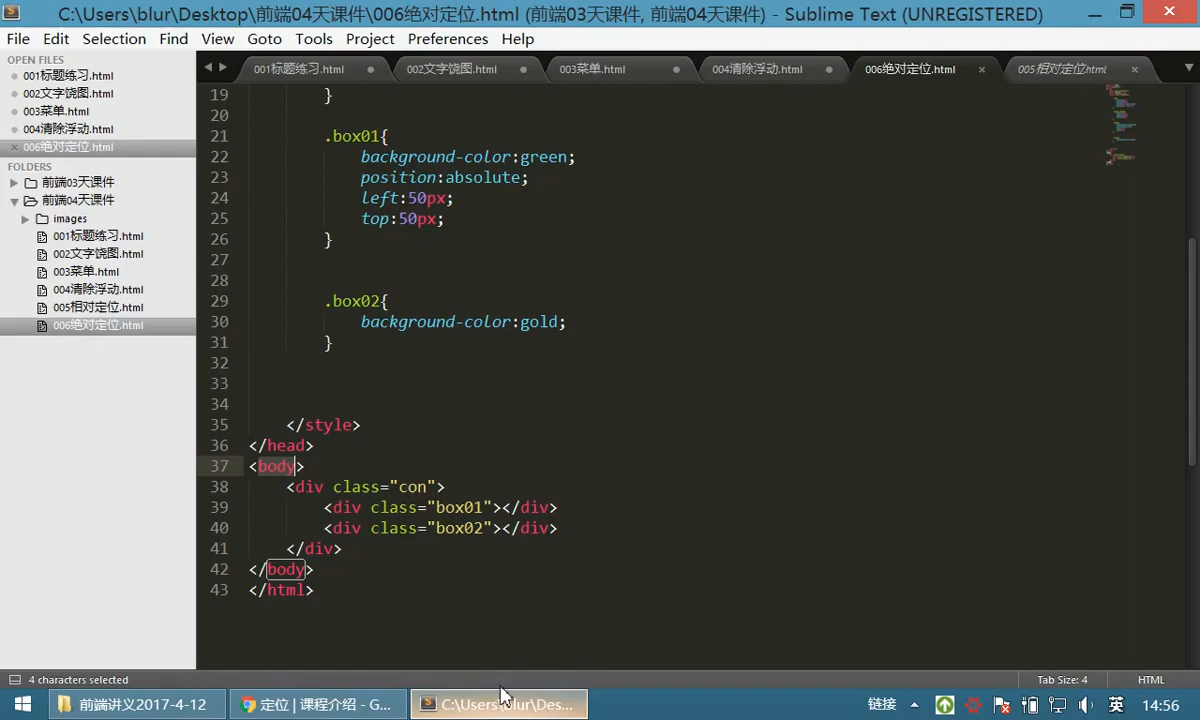 C:\Users\blur\Desktop\前端04天课件\006绝对定位.html (前端03天课件, 前端04天课件) - Sublime Text (UNREGISTERED)
File Edit Selection Find View Goto Tools Project Preferences Help
OPEN FILES
001标题练习.html
002文字饶图.html
003菜单.html
004清除浮动.html
006绝对定位.html
FOLDERS
前端03天课件
前端04天课件
images
001标题练习.html
002文字饶图.html
003菜单.html
004清除浮动.html
005相对定位.html
006绝对定位.html
001标题练习.html 002文字饶图.html 003菜单.html 004清除浮动.html 006绝对定位.html 005相对定位html
19 }
20
21 .box01{
22 background-color:green;
23 position:absolute;
24 left:50px;
25 top:50px;
26 }
27
28
29 .box02{
30 background-color:gold;
31 }
32
33
34
35 </style>
36 </head>
37 <body>
38 <div class="con">
39 <div class="box01"></div>
40 <div class="box02"></div>
41 </div>
42 </body>
43 </html>
4 characters selected Tab Size: 4 HTML
前端讲义2017-4-12 定位 | 课程介绍 - G... C:\Users\blur\Des... 链接 英 14:56